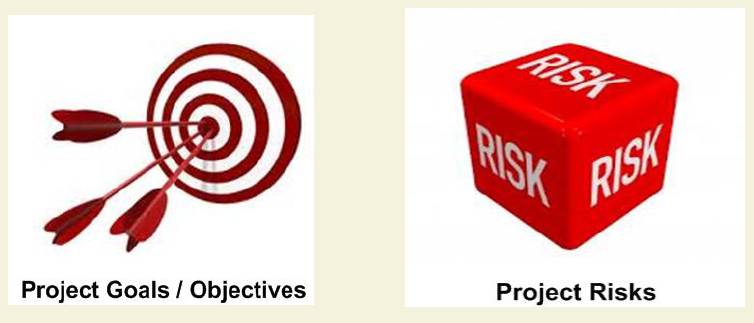 RISK
RISK
RISK
Project Goals / Objectives
Project Risks